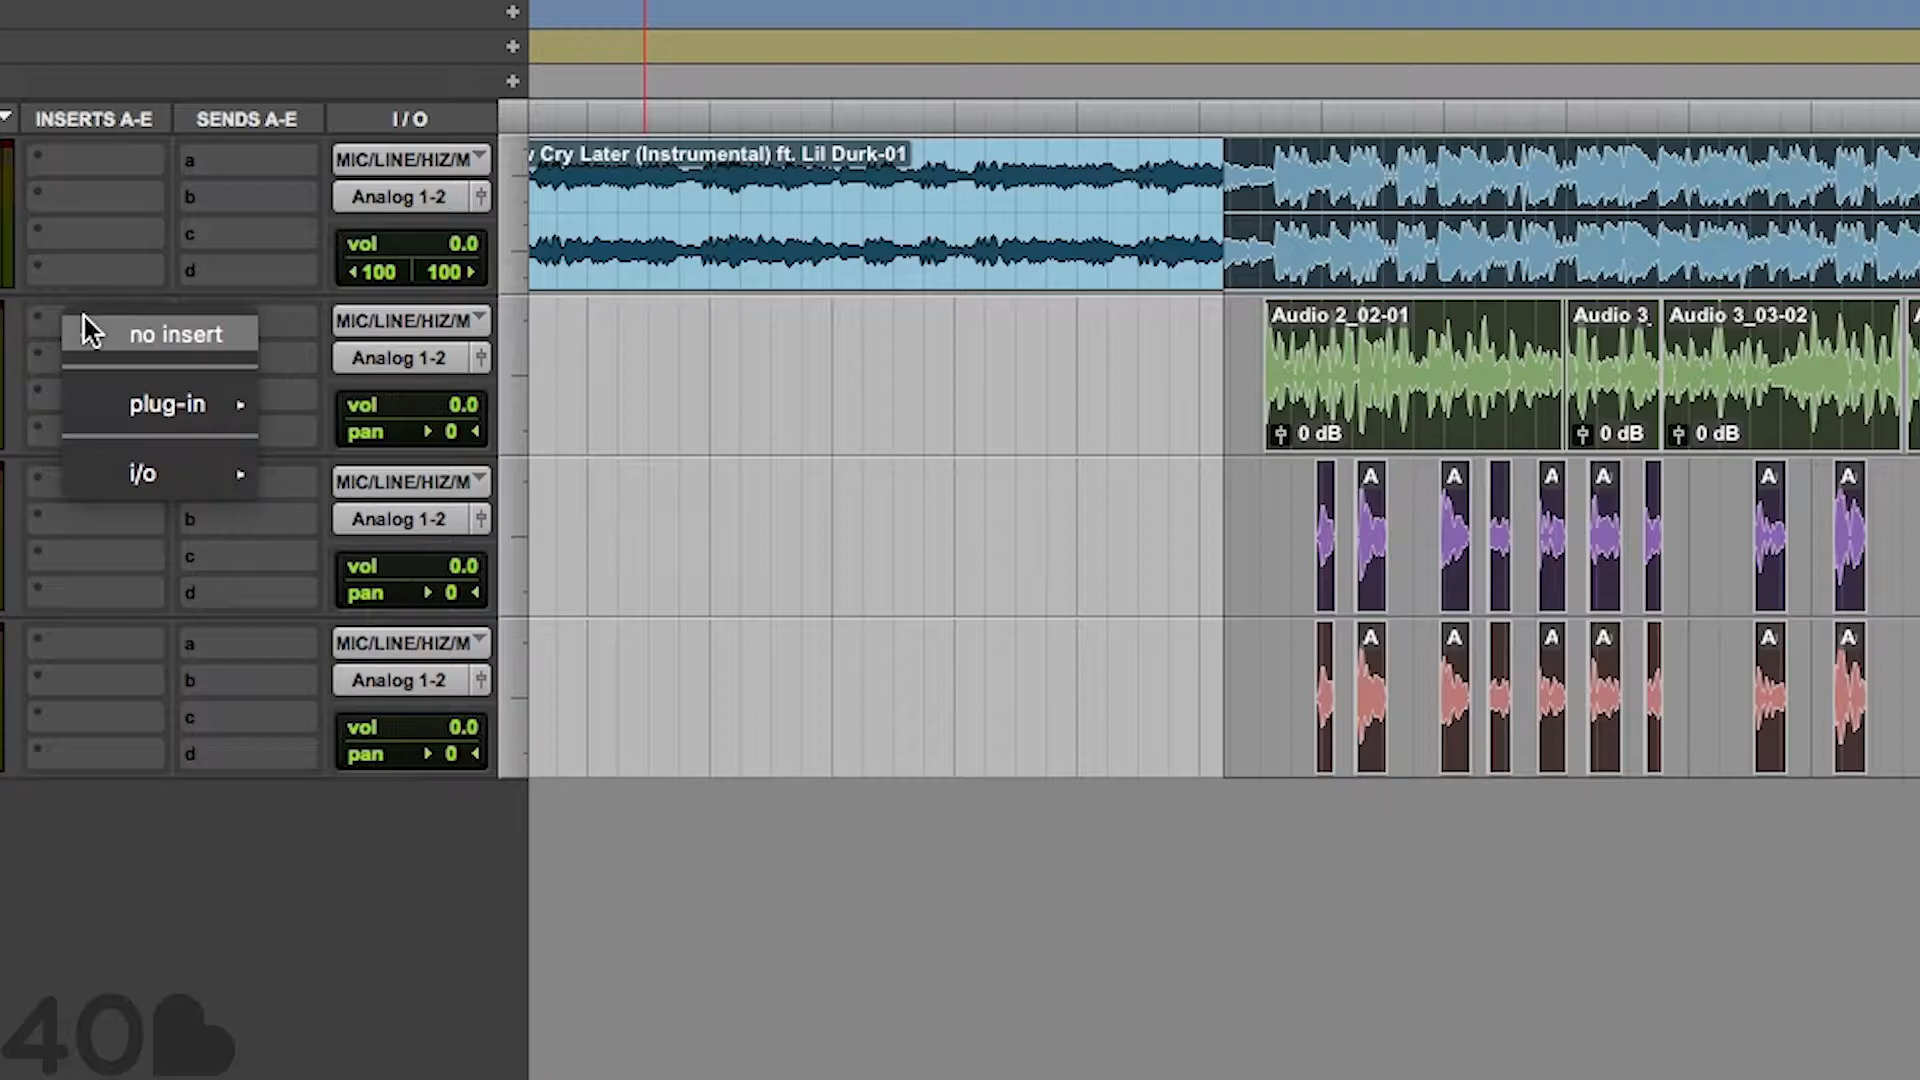 INSERTS A-E SENDS A-E I / O
a MIC/LINE/HIZ/M
b Analog 1-2
c vol 0.0
d 100 100
Cry Later (Instrumental) ft. Lil Durk-01
no insert
plug-in
i/o
MIC/LINE/HIZ/M
Analog 1-2
vol 0.0
pan 0
Audio 2_02-01 Audio 3_ Audio 3_03-02
0 dB 0 dB 0 dB
MIC/LINE/HIZ/M
b Analog 1-2
c vol 0.0
d pan 0
A A A A A A
a MIC/LINE/HIZ/M
b Analog 1-2
c vol 0.0
d pan 0
A A A A A A
40